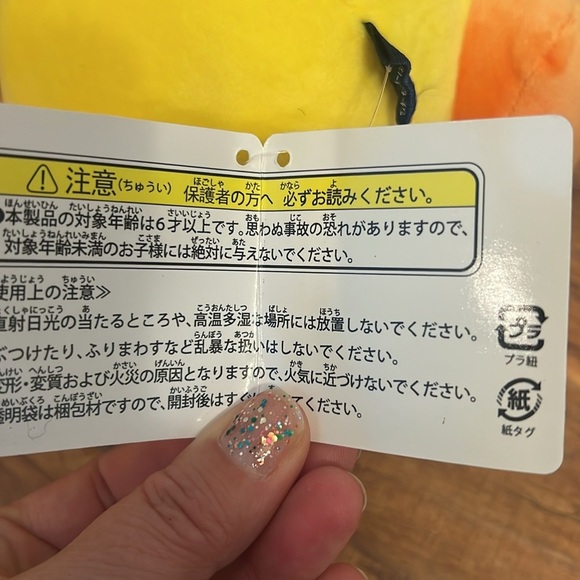 ⚠ 注意(ちゅうい) 保護者の方へ 必ずお読みください。
●本製品の対象年齢は6才以上です。思わぬ事故の恐れがありますので、
対象年齢未満のお子様には絶対に与えないでください。
使用上の注意≫
直射日光の当たるところや、高温多湿な場所には放置しないでください。
ぶつけたり、ふりまわすなど乱暴な扱いはしないでください。
変形・変質および火災の原因となりますので、火気に近づけないでください。
透明袋は梱包材ですので、開封後はすぐ
てください。
プラ
プラ紐
紙
紙タグ